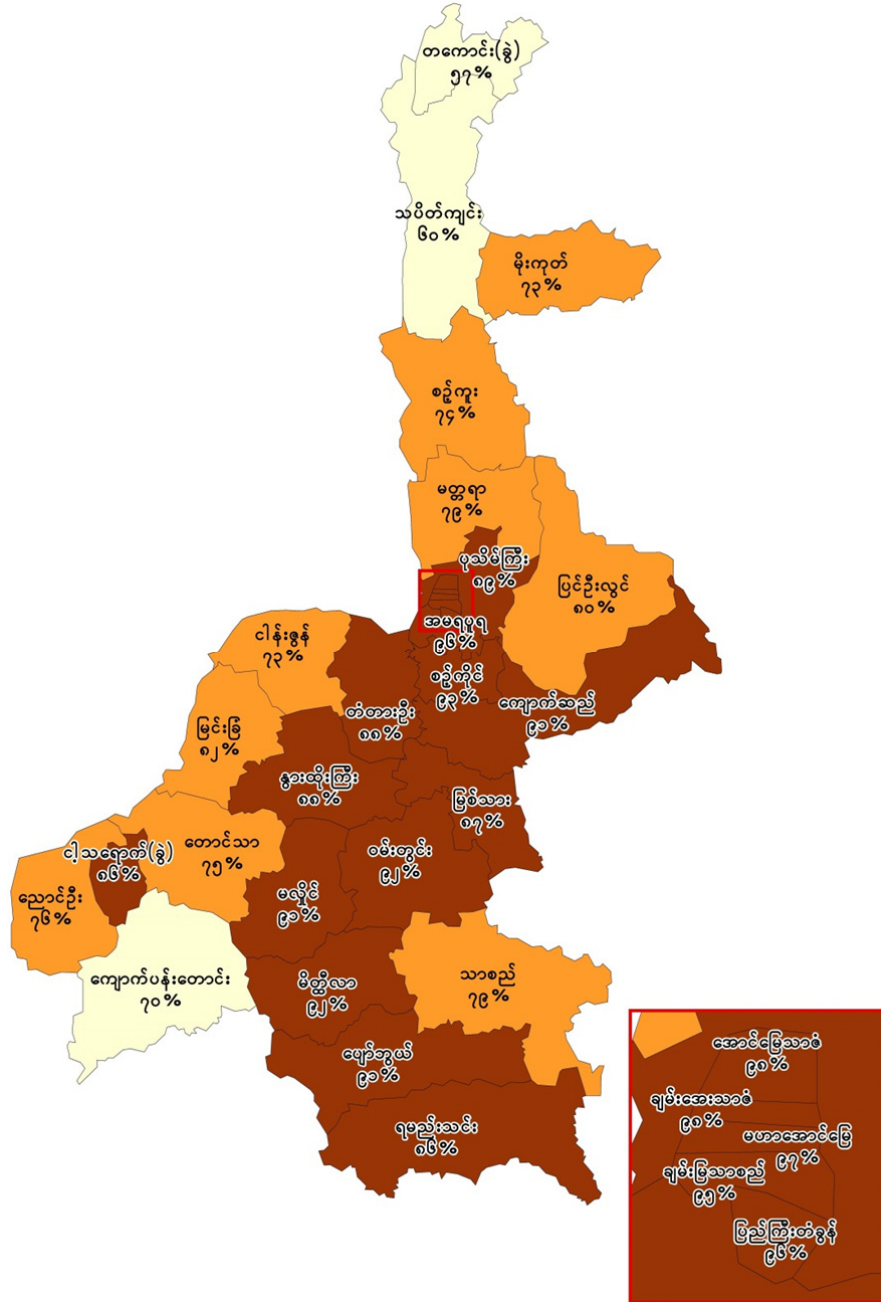 တကောင်း(ခွဲ)
၅၇%
သပိတ်ကျင်း
၆၀%
မိုးကုတ်
၇၃%
စဉ့်ကူး
၇၄%
မတ္တရာ
၇၉%
ပုသိမ်ကြီး
၈၉%
ပြင်ဦးလွင်
၈၀%
အမရပူရ
၉၆%
ငါန်းဇွန်
၇၃%
စဉ့်ကိုင်
၉၃%
ကျောက်ဆည်
၉၁%
တံတားဦး
၈၈%
မြင်းခြံ
၈၂%
နွားထိုးကြီး
၈၈%
မြစ်သား
၈၇%
တောင်သာ
၇၅%
ဝမ်းတွင်း
၉၂%
ငါ့သရောက်(ခွဲ)
၈၆%
မလှိုင်
၉၁%
ညောင်ဦး
၇၆%
ကျောက်ပန်းတောင်း
၇၀%
မိတ္ထီလာ
၉၂%
သာစည်
၇၉%
ပျော်ဘွယ်
၉၁%
ရမည်းသင်း
၈၆%
အောင်မြေသာဇံ
၉၈%
ချမ်းအေးသာဇံ
၉၈%
မဟာအောင်မြေ
၉၇%
ချမ်းမြသာစည်
၉၅%
ပြည်ကြီးတံခွန်
၉၆%